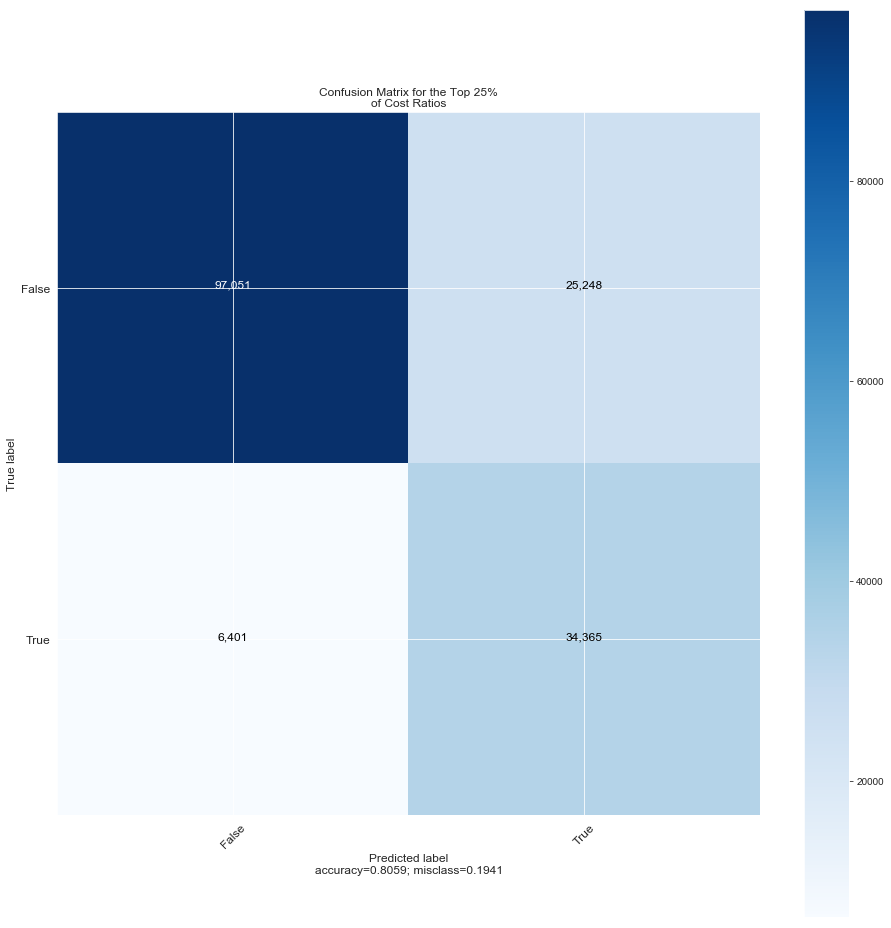 Confusion Matrix for the Top 25%
of Cost Ratios
True label
False
97,051
25,248
True
6,401
34,365
False
True
Predicted label
accuracy=0.8059; misclass=0.1941
80000
60000
40000
20000